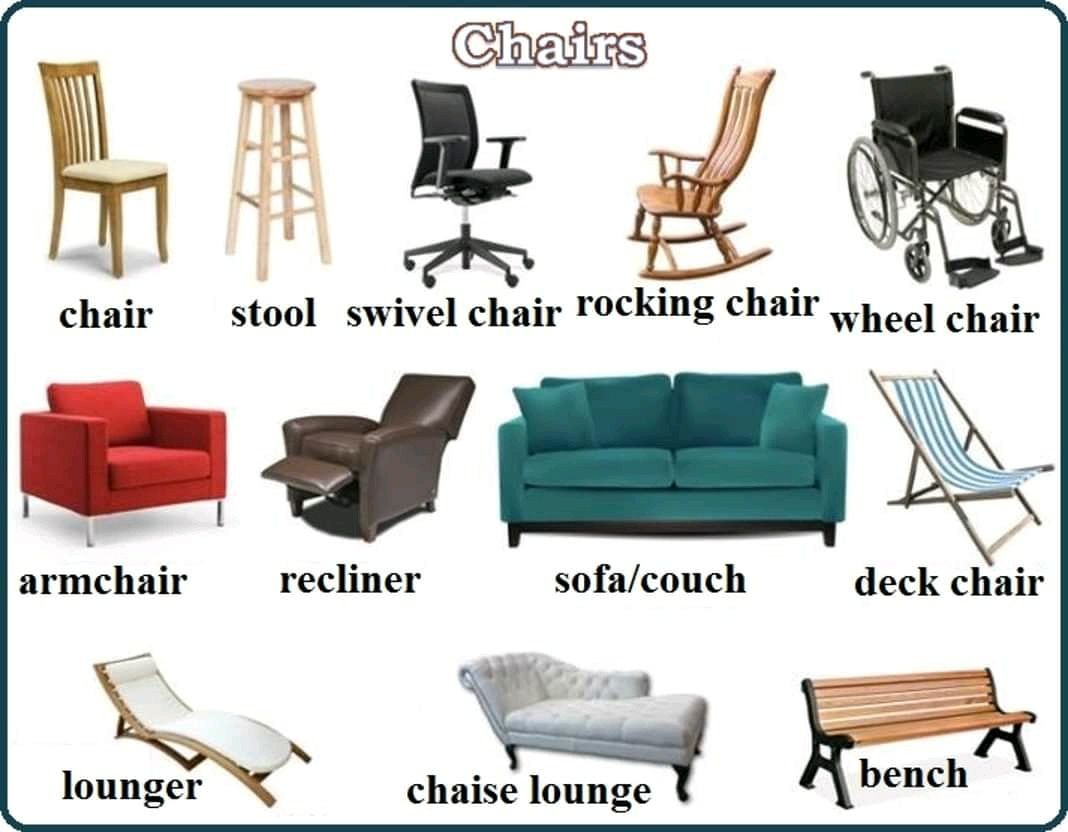 Chairs
chair
stool
swivel chair
rocking chair
wheel chair
armchair
recliner
sofa/couch
deck chair
lounger
chaise lounge
bench